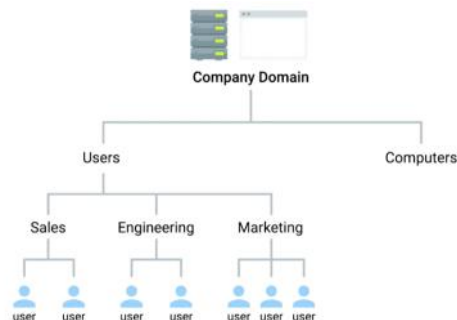 Company Domain
Users Computers
Sales Engineering Marketing
user user user user user user user